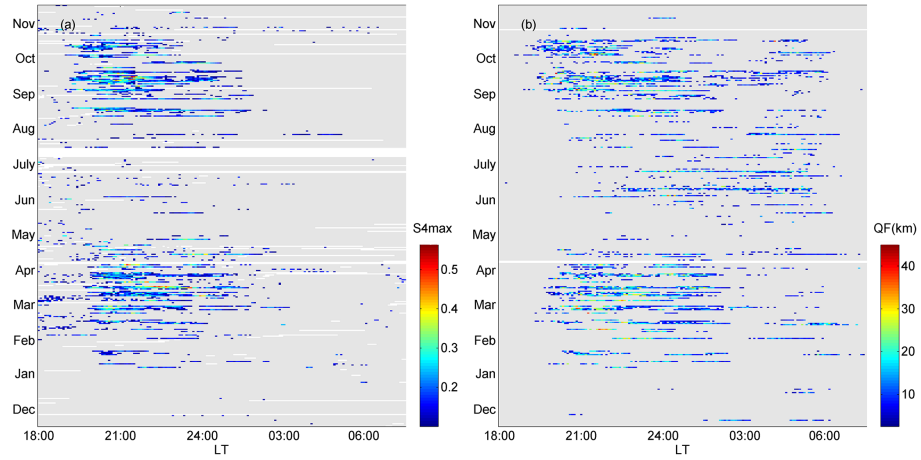 (a)
Nov
Oct
Sep
Aug
July
Jun
May
Apr
Mar
Feb
Jan
Dec
18:00 21:00 24:00 03:00 06:00
LT
S4max
0.5
0.4
0.3
0.2
(b)
Nov
Oct
Sep
Aug
July
Jun
May
Apr
Mar
Feb
Jan
Dec
18:00 21:00 24:00 03:00 06:00
LT
QF(km)
40
30
20
10